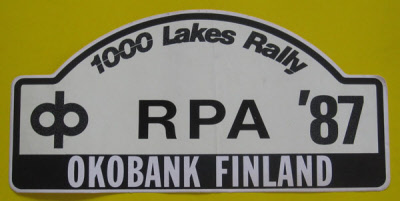 1000 Lakes Rally
RPA '87
OKOBANK FINLAND